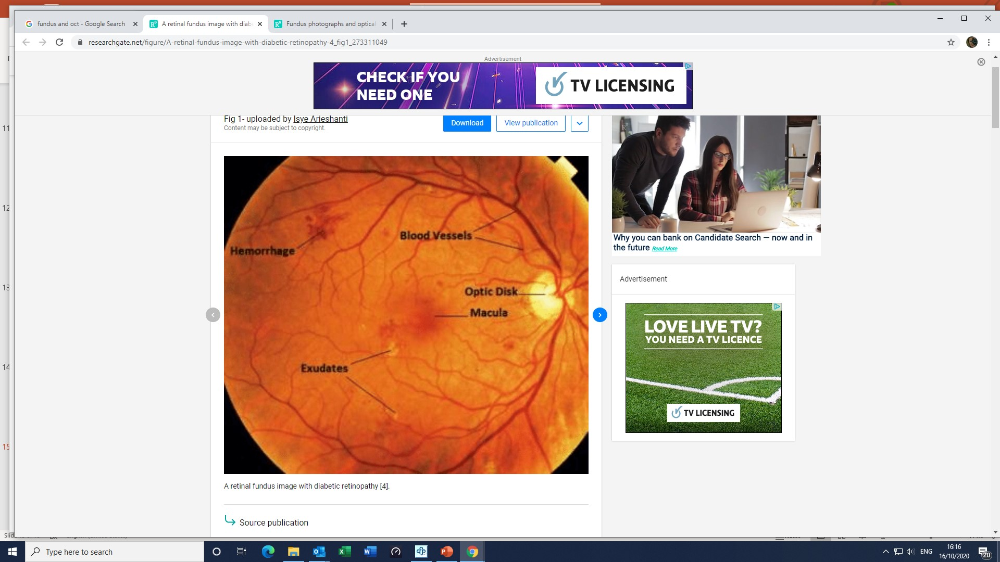 fundus and oct - Google Search
A retinal fundus image with diab
Fundus photographs and optical
researchgate.net/figure/A-retinal-fundus-image-with-diabetic-retinopathy-4_fig1_273311049
Advertisement
CHECK IF YOU
NEED ONE
TV LICENSING
Fig 1- uploaded by Isye Arieshanti
Content may be subject to copyright.
Download
View publication
Blood Vessels
Hemorrhage
Optic Disk
Macula
Exudates
A retinal fundus image with diabetic retinopathy [4].
Source publication
Why you can bank on Candidate Search — now and in
the future Read More
Advertisement
LOVE LIVE TV?
YOU NEED A TV LICENCE
TV LICENSING
11
12
13
14
15
Type here to search
ENG
16:16
16/10/2020
20